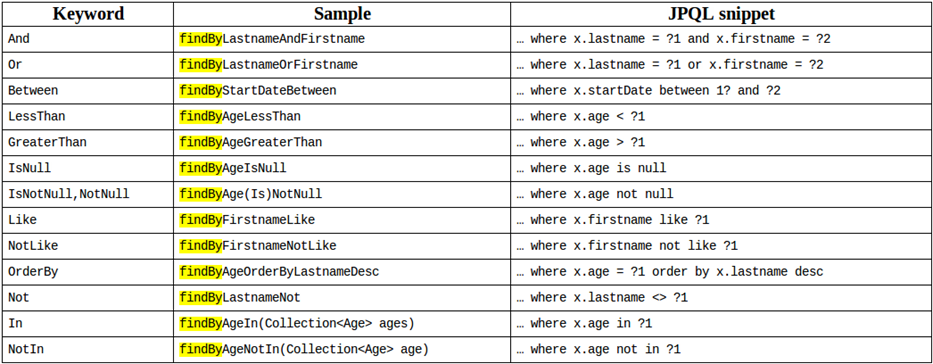 Keyword Sample JPQL snippet
And findByLastnameAndFirstname … where x.lastname = ?1 and x.firstname = ?2
Or findByLastnameOrFirstname … where x.lastname = ?1 or x.firstname = ?2
Between findByStartDateBetween … where x.startDate between 1? and ?2
LessThan findByAgeLessThan … where x.age < ?1
GreaterThan findByAgeGreaterThan … where x.age > ?1
IsNull findByAgeIsNull … where x.age is null
IsNotNull,NotNull findByAge(Is)NotNull … where x.age not null
Like findByFirstnameLike … where x.firstname like ?1
NotLike findByFirstnameNotLike … where x.firstname not like ?1
OrderBy findByAgeOrderByLastnameDesc … where x.age = ?1 order by x.lastname desc
Not findByLastnameNot … where x.lastname <> ?1
In findByAgeIn(Collection<Age> ages) … where x.age in ?1
NotIn findByAgeNotIn(Collection<Age> age) … where x.age not in ?1